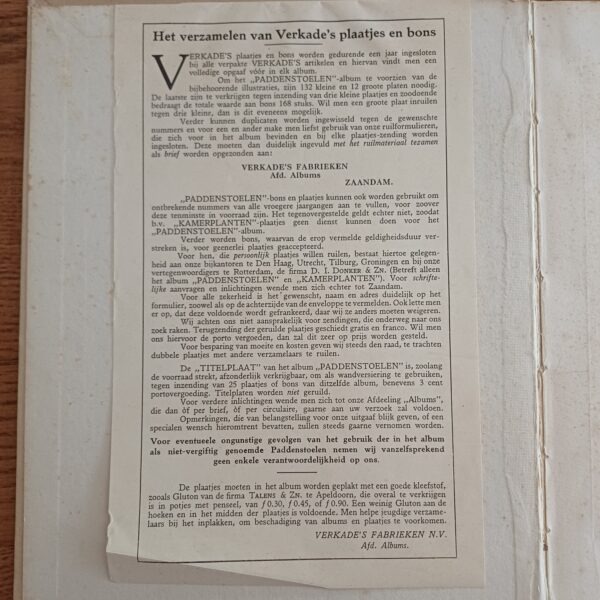 Het verzamelen van Verkade's plaatjes en bons
VERKADE'S plaatjes en bons worden gedurende een jaar ingesloten
bij alle verpakte VERKADE'S artikelen en hiervan vindt men een
volledige opgaaf vóór in elk album.
Om het „PADDENSTOELEN"-album te voorzien van de
bijbehoorende illustraties, zijn 132 kleine en 12 groote platen noodig.
De laatste zijn te verkrijgen tegen inzending van drie kleine plaatjes en zoodoende
bedraagt de totale waarde aan bons 168 stuks. Wil men een groote plaat inruilen
tegen drie kleine, dan is dit eveneens mogelijk.
Verder kunnen duplicaten worden ingewisseld tegen de gewenschte
nummers en voor een en ander make men liefst gebruik van onze ruilformulieren,
die zich voor in het album bevinden en bij elke plaatjes-zending worden
ingesloten. Deze moeten dan duidelijk ingevuld met het ruilmateriaal tezamen
als brief worden opgezonden aan:
VERKADE'S FABRIEKEN
Afd. Albums
ZAANDAM.
„PADDENSTOELEN"-bons en plaatjes kunnen ook worden gebruikt om
ontbrekende nummers van alle vroegere jaargangen aan te vullen, voor zoover
deze tenminste in voorraad zijn. Het tegenovergestelde geldt echter niet, zoodat
b.v. „KAMERPLANTEN"-plaatjes geen dienst kunnen doen voor het
„PADDENSTOELEN"-album.
Verder worden bons, waarvan de erop vermelde geldigheidsduur ver-
streken is, voor geenerlei plaatjes geaccepteerd.
Voor hen, die persoonlijk plaatjes willen ruilen, bestaat hiertoe gelegen-
heid aan onze bijkantoren te Den Haag, Utrecht, Tilburg, Groningen en bij onze
vertegenwoordigers te Rotterdam, de firma D. I. DONKER & ZN. (Betreft alleen
het album „PADDENSTOELEN" en „KAMERPLANTEN"). Voor schrifte-
lijke aanvragen en inlichtingen wende men zich echter tot Zaandam.
Voor alle zekerheid is het gewenscht, naam en adres duidelijk op het
formulier, zoowel als op de achterzijde van de enveloppe te vermelden. Ook lette men
er op, dat deze voldoende wordt gefrankeerd, daar wij ze anders moeten weigeren.
Wij achten ons niet aansprakelijk voor zendingen, die onderweg naar ons
zoek raken. Terugzending der geruilde plaatjes geschiedt gratis en franco. Wil men
ons hiervoor de porto vergoeden, dan zal dit zeer op prijs worden gesteld.
Voor besparing van moeite en kosten geven wij steeds den raad, te trachten
dubbele plaatjes met andere verzamelaars te ruilen.
De „TITELPLAAT" van het album „PADDENSTOELEN" is, zoolang
de voorraad strekt, afzonderlijk verkrijgbaar, om als wandversiering te gebruiken,
tegen inzending van 25 plaatjes of bons van ditzelfde album, benevens 3 cent
portovergoeding. Titelplaten worden niet geruild.
Voor verdere inlichtingen wende men zich tot onze Afdeeling „Albums",
die dan óf per brief, óf per circulaire, gaarne aan uw verzoek zal voldoen.
Opmerkingen, die van belangstelling voor onze uitgaaf blijk geven, of een
specialen wensch hieromtrent bevatten, zullen steeds gaarne vernomen worden.
Voor eventueele ongunstige gevolgen van het gebruik der in het album
als niet-vergiftig genoemde Paddenstoelen nemen wij vanzelfsprekend
geen enkele verantwoordelijkheid op ons.
De plaatjes moeten in het album worden geplakt met een goede kleefstof,
zooals Gluton van de firma TALENS & ZN. te Apeldoorn, die overal te verkrijgen
is in potjes met penseel, van ƒ 0.30, ƒ 0.45, of ƒ 0.90. Een weinig Gluton aan de
hoeken en in het midden der plaatjes is voldoende. Men helpe jeugdige verzame-
laars bij het inplakken, om beschadiging van albums en plaatjes te voorkomen.
VERKADE'S FABRIEKEN N.V.
Afd. Albums.